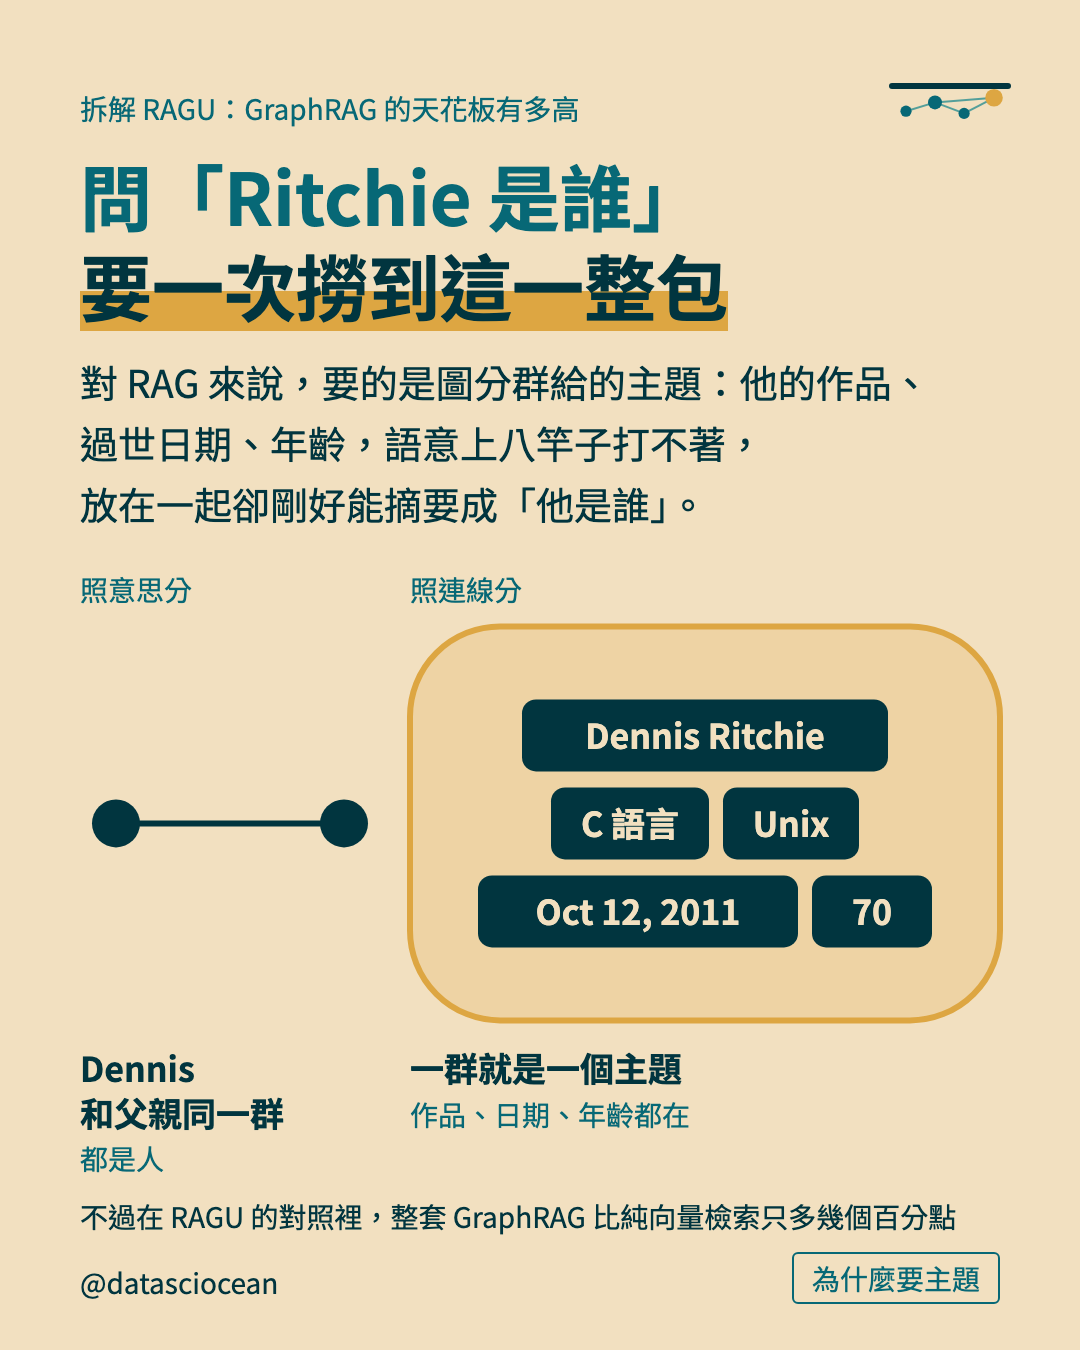 拆解 RAGU：GraphRAG 的天花板有多高
問「Ritchie 是誰」
要一次撈到這一整包
對 RAG 來說，要的是圖分群給的主題：他的作品、
過世日期、年齡，語意上八竿子打不著，
放在一起卻剛好能摘要成「他是誰」。
照意思分
照連線分
Dennis Ritchie
C 語言
Unix
Oct 12, 2011
70
Dennis
和父親同一群
都是人
一群就是一個主題
作品、日期、年齡都在
不過在 RAGU 的對照裡，整套 GraphRAG 比純向量檢索只多幾個百分點
@datasciocean
為什麼要主題